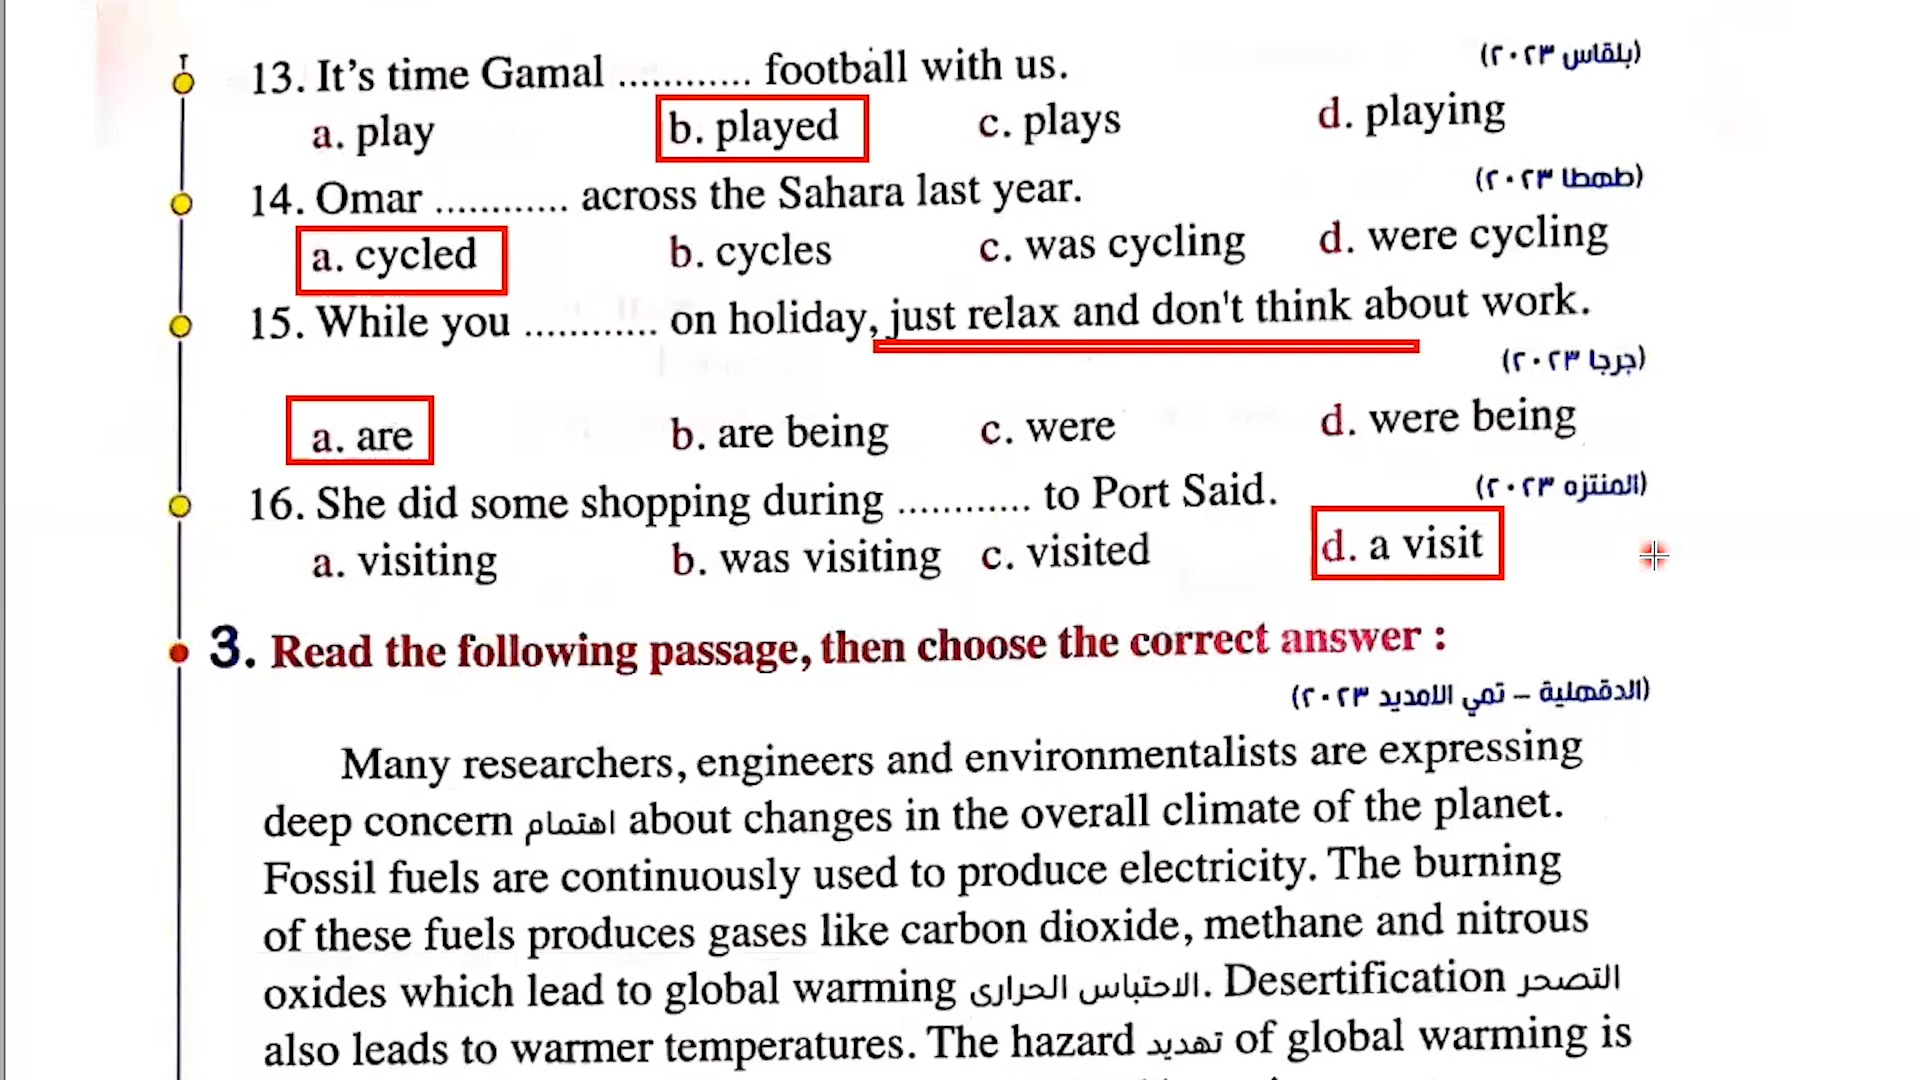 13. It's time Gamal ............ football with us. (بلقاس ٢٠٢٣)
a. play b. played c. plays d. playing
14. Omar ............ across the Sahara last year. (طهطا ٢٠٢٣)
a. cycled b. cycles c. was cycling d. were cycling
15. While you ............ on holiday, just relax and don't think about work.
(جرجا ٢٠٢٣)
a. are b. are being c. were d. were being
16. She did some shopping during ............ to Port Said. (المنتزه ٢٠٢٣)
a. visiting b. was visiting c. visited d. a visit
3. Read the following passage, then choose the correct answer :
(الدقهلية – تمي الامديد ٢٠٢٣)
Many researchers, engineers and environmentalists are expressing
deep concern اهتمام about changes in the overall climate of the planet.
Fossil fuels are continuously used to produce electricity. The burning
of these fuels produces gases like carbon dioxide, methane and nitrous
oxides which lead to global warming الاحتباس الحرارى. Desertification التصحر
also leads to warmer temperatures. The hazard تهديد of global warming is